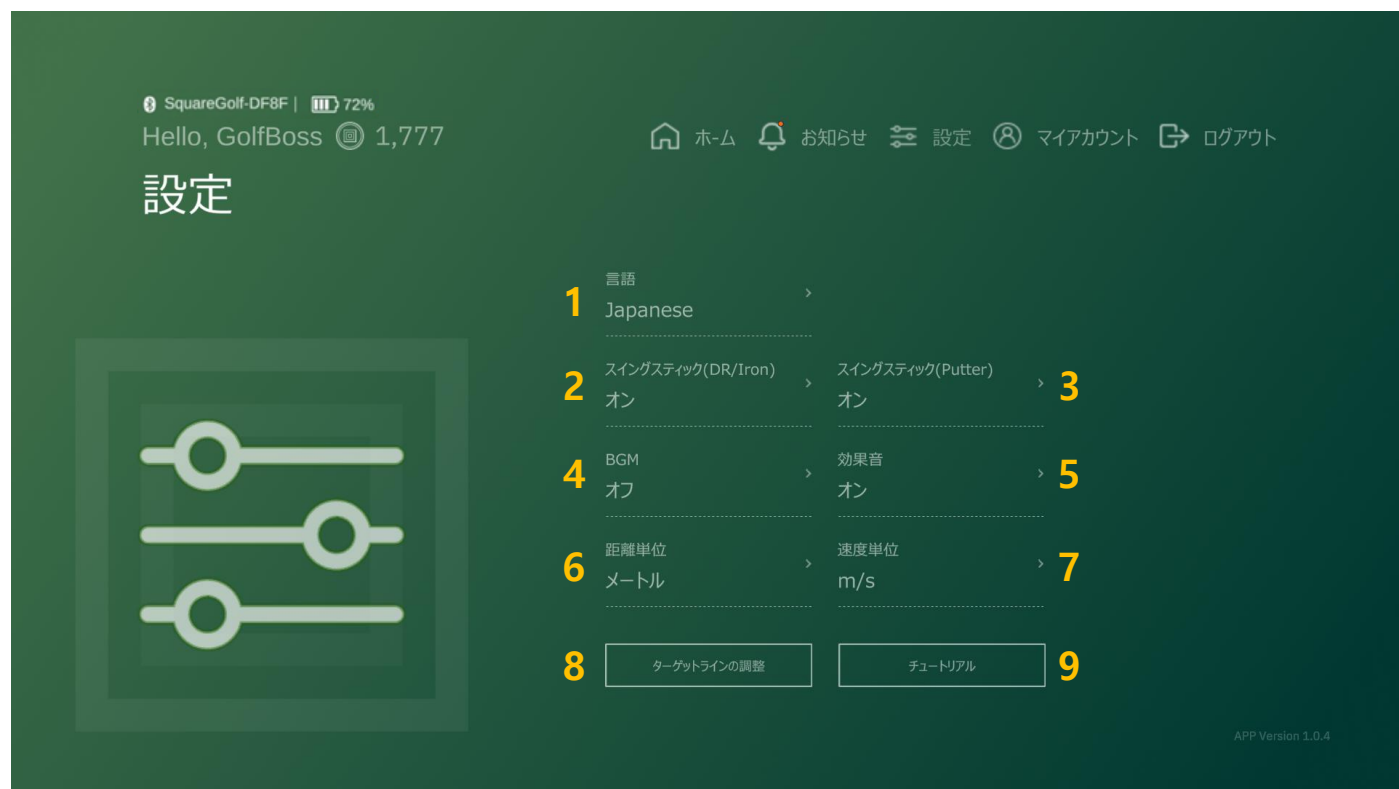 SquareGolf-DF8F | 72%
Hello, GolfBoss 1,777
ホーム お知らせ 設定 マイアカウント ログアウト
設定
言語
1 Japanese
スイングスティック(DR/Iron) スイングスティック(Putter)
2 オン オン 3
BGM 効果音
4 オフ オン 5
距離単位 速度単位
6 メートル m/s 7
8 ターゲットラインの調整 チュートリアル 9
APP Version 1.0.4